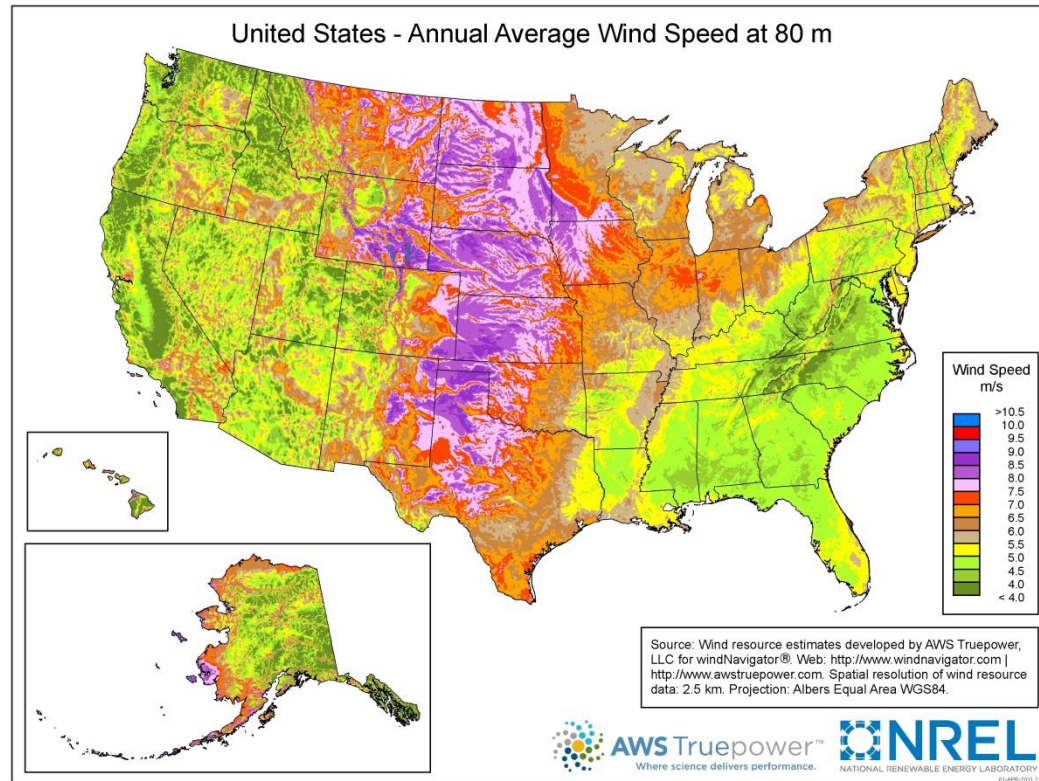 United States - Annual Average Wind Speed at 80 m
Wind Speed
m/s
>10.5
10.0
9.5
9.0
8.5
8.0
7.5
7.0
6.5
6.0
5.5
5.0
4.5
4.0
< 4.0
Source: Wind resource estimates developed by AWS Truepower,
LLC for windNavigator®. Web: http://www.windnavigator.com |
http://www.awstruepower.com. Spatial resolution of wind resource
data: 2.5 km. Projection: Albers Equal Area WGS84.
AWS Truepower™
Where science delivers performance.
NREL
NATIONAL RENEWABLE ENERGY LABORATORY
01-APR-2011 2